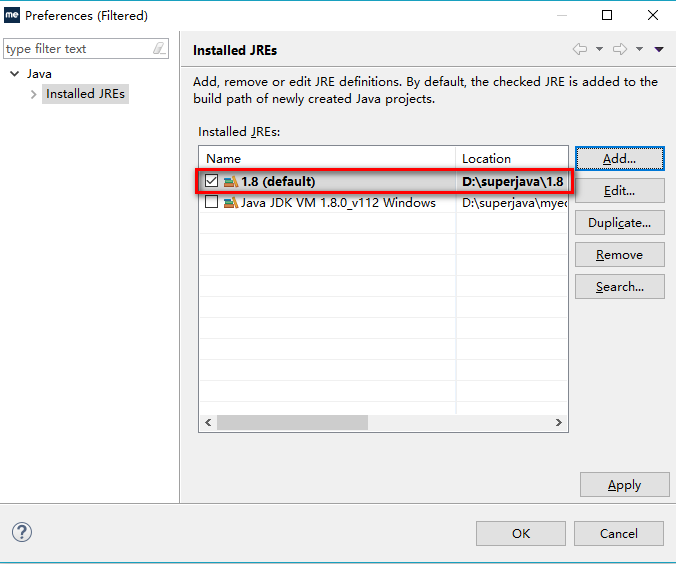 me Preferences (Filtered)
type filter text
Java
Installed JREs
Installed JREs
Add, remove or edit JRE definitions. By default, the checked JRE is added to the
build path of newly created Java projects.
Installed JREs:
Name Location
1.8 (default) D:\superjava\1.8
Java JDK VM 1.8.0_v112 Windows D:\superjava\myec
Add...
Edit...
Duplicate...
Remove
Search...
Apply
?
OK Cancel